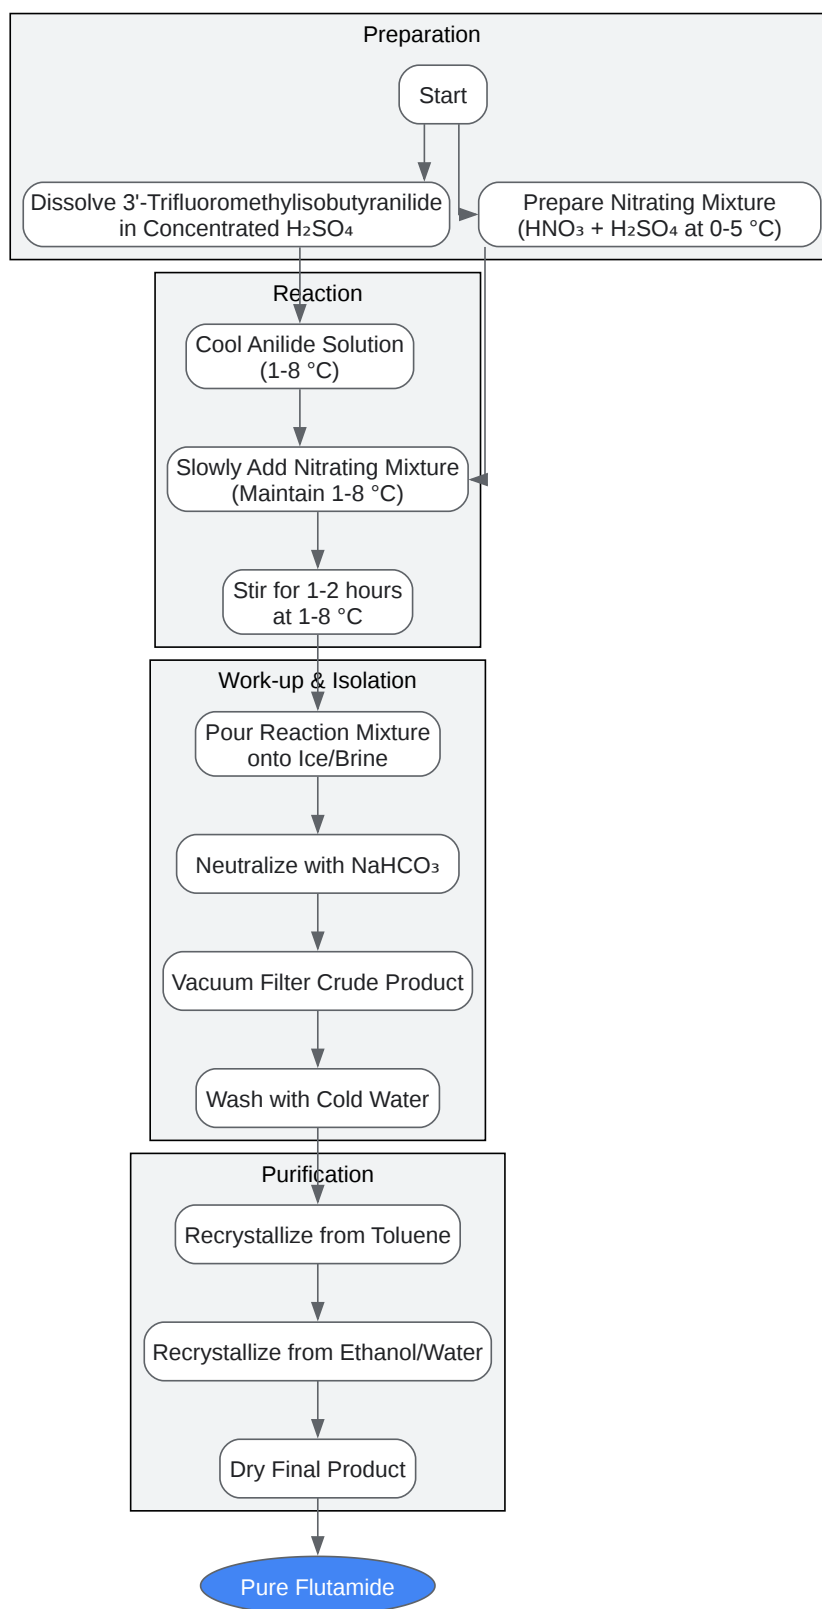 Preparation
Start
Dissolve 3'-Trifluoromethylisobutyranilide
in Concentrated H₂SO₄
Prepare Nitrating Mixture
(HNO₃ + H₂SO₄ at 0-5 °C)
Reaction
Cool Anilide Solution
(1-8 °C)
Slowly Add Nitrating Mixture
(Maintain 1-8 °C)
Stir for 1-2 hours
at 1-8 °C
Work-up & Isolation
Pour Reaction Mixture
onto Ice/Brine
Neutralize with NaHCO₃
Vacuum Filter Crude Product
Wash with Cold Water
Purification
Recrystallize from Toluene
Recrystallize from Ethanol/Water
Dry Final Product
Pure Flutamide